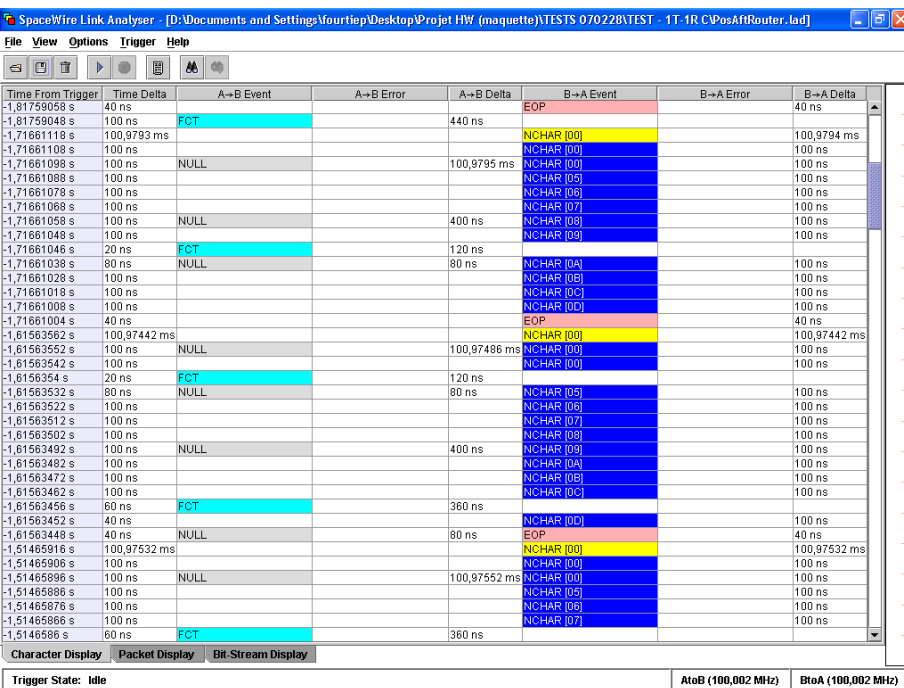 SpaceWire Link Analyser - [D:\Documents and Settings\fourtiep\Desktop\Projet HW (maquette)\TESTS 070228\TEST - 1T-1R C\PosAftRouter.lad]
File View Options Trigger Help
Time From Trigger Time Delta A→B Event A→B Error A→B Delta B→A Event B→A Error B→A Delta
-1,81759058 s 40 ns EOP 40 ns
-1,81759048 s 100 ns FCT 440 ns
-1,71661118 s 100,9793 ms NCHAR [00] 100,9794 ms
-1,71661108 s 100 ns NCHAR [00] 100 ns
-1,71661098 s 100 ns NULL 100,9795 ms NCHAR [00] 100 ns
-1,71661088 s 100 ns NCHAR [05] 100 ns
-1,71661078 s 100 ns NCHAR [06] 100 ns
-1,71661068 s 100 ns NCHAR [07] 100 ns
-1,71661058 s 100 ns NULL 400 ns NCHAR [08] 100 ns
-1,71661048 s 100 ns NCHAR [09] 100 ns
-1,71661046 s 20 ns FCT 120 ns
-1,71661038 s 80 ns NULL 80 ns NCHAR [0A] 100 ns
-1,71661028 s 100 ns NCHAR [0B] 100 ns
-1,71661018 s 100 ns NCHAR [0C] 100 ns
-1,71661008 s 100 ns NCHAR [0D] 100 ns
-1,71661004 s 40 ns EOP 40 ns
-1,61563562 s 100,97442 ms NCHAR [00] 100,97442 ms
-1,61563552 s 100 ns NULL 100,97486 ms NCHAR [00] 100 ns
-1,61563542 s 100 ns NCHAR [00] 100 ns
-1,6156354 s 20 ns FCT 120 ns
-1,61563532 s 80 ns NULL 80 ns NCHAR [05] 100 ns
-1,61563522 s 100 ns NCHAR [06] 100 ns
-1,61563512 s 100 ns NCHAR [07] 100 ns
-1,61563502 s 100 ns NCHAR [08] 100 ns
-1,61563492 s 100 ns NULL 400 ns NCHAR [09] 100 ns
-1,61563482 s 100 ns NCHAR [0A] 100 ns
-1,61563472 s 100 ns NCHAR [0B] 100 ns
-1,61563462 s 100 ns NCHAR [0C] 100 ns
-1,61563456 s 60 ns FCT 360 ns
-1,61563452 s 40 ns NCHAR [0D] 100 ns
-1,61563448 s 40 ns NULL 80 ns EOP 40 ns
-1,51465916 s 100,97532 ms NCHAR [00] 100,97532 ms
-1,51465906 s 100 ns NCHAR [00] 100 ns
-1,51465896 s 100 ns NULL 100,97552 ms NCHAR [00] 100 ns
-1,51465886 s 100 ns NCHAR [05] 100 ns
-1,51465876 s 100 ns NCHAR [06] 100 ns
-1,51465866 s 100 ns NCHAR [07] 100 ns
-1,5146586 s 60 ns FCT 360 ns
Character Display Packet Display Bit-Stream Display
Trigger State: Idle AtoB (100,002 MHz) BtoA (100,002 MHz)